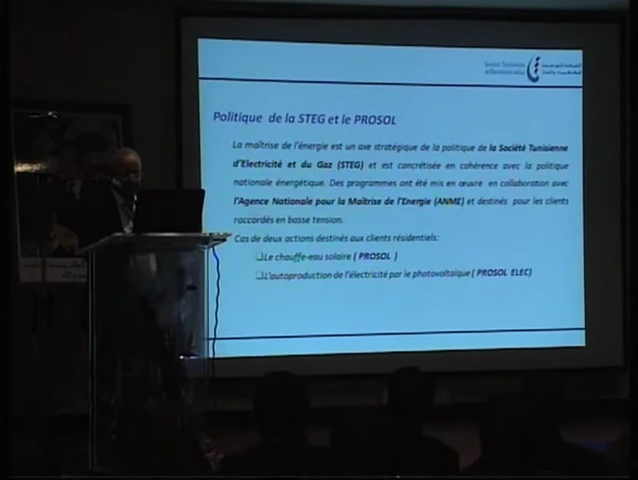 Politique de la STEG et le PROSOL
La maîtrise de l'énergie est un axe stratégique de la politique de la Société Tunisienne
d'Electricité et du Gaz (STEG) et est concrétisée en cohérence avec la politique
nationale énergétique. Des programmes ont été mis en œuvre en collaboration avec
l'Agence Nationale pour la Maîtrise de l'Energie (ANME) et destinés pour les clients
raccordés en basse tension.
Cas de deux actions destinés aux clients résidentiels:
❑Le chauffe-eau solaire ( PROSOL )
❑L'autoproduction de l'électricité par le photovoltaïque ( PROSOL ELEC)